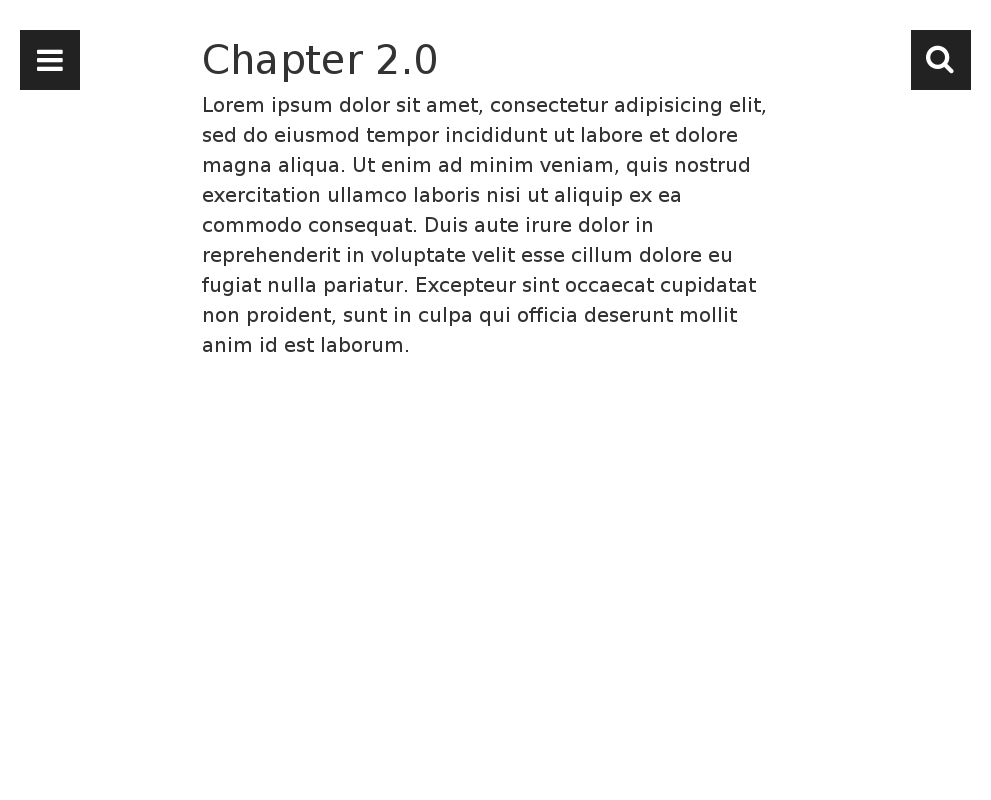 Chapter 2.0
Lorem ipsum dolor sit amet, consectetur adipisicing elit,
sed do eiusmod tempor incididunt ut labore et dolore
magna aliqua. Ut enim ad minim veniam, quis nostrud
exercitation ullamco laboris nisi ut aliquip ex ea
commodo consequat. Duis aute irure dolor in
reprehenderit in voluptate velit esse cillum dolore eu
fugiat nulla pariatur. Excepteur sint occaecat cupidatat
non proident, sunt in culpa qui officia deserunt mollit
anim id est laborum.